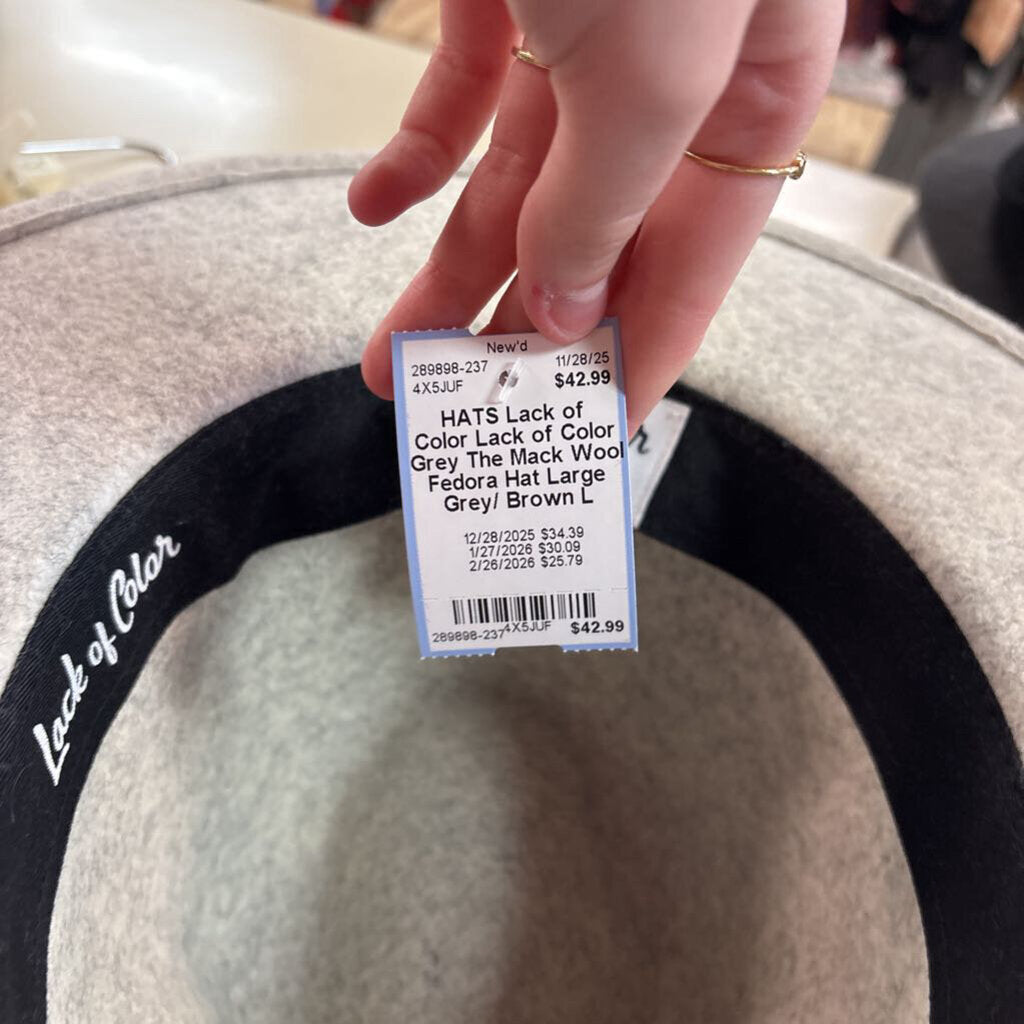 New'd
289898-237 11/28/25
4X5JUF $42.99
HATS Lack of
Color Lack of Color
Grey The Mack Wool
Fedora Hat Large
Grey/ Brown L
12/28/2025 $34.39
1/27/2026 $30.09
2/26/2026 $25.79
289898-237 4X5JUF $42.99
Lack of Color